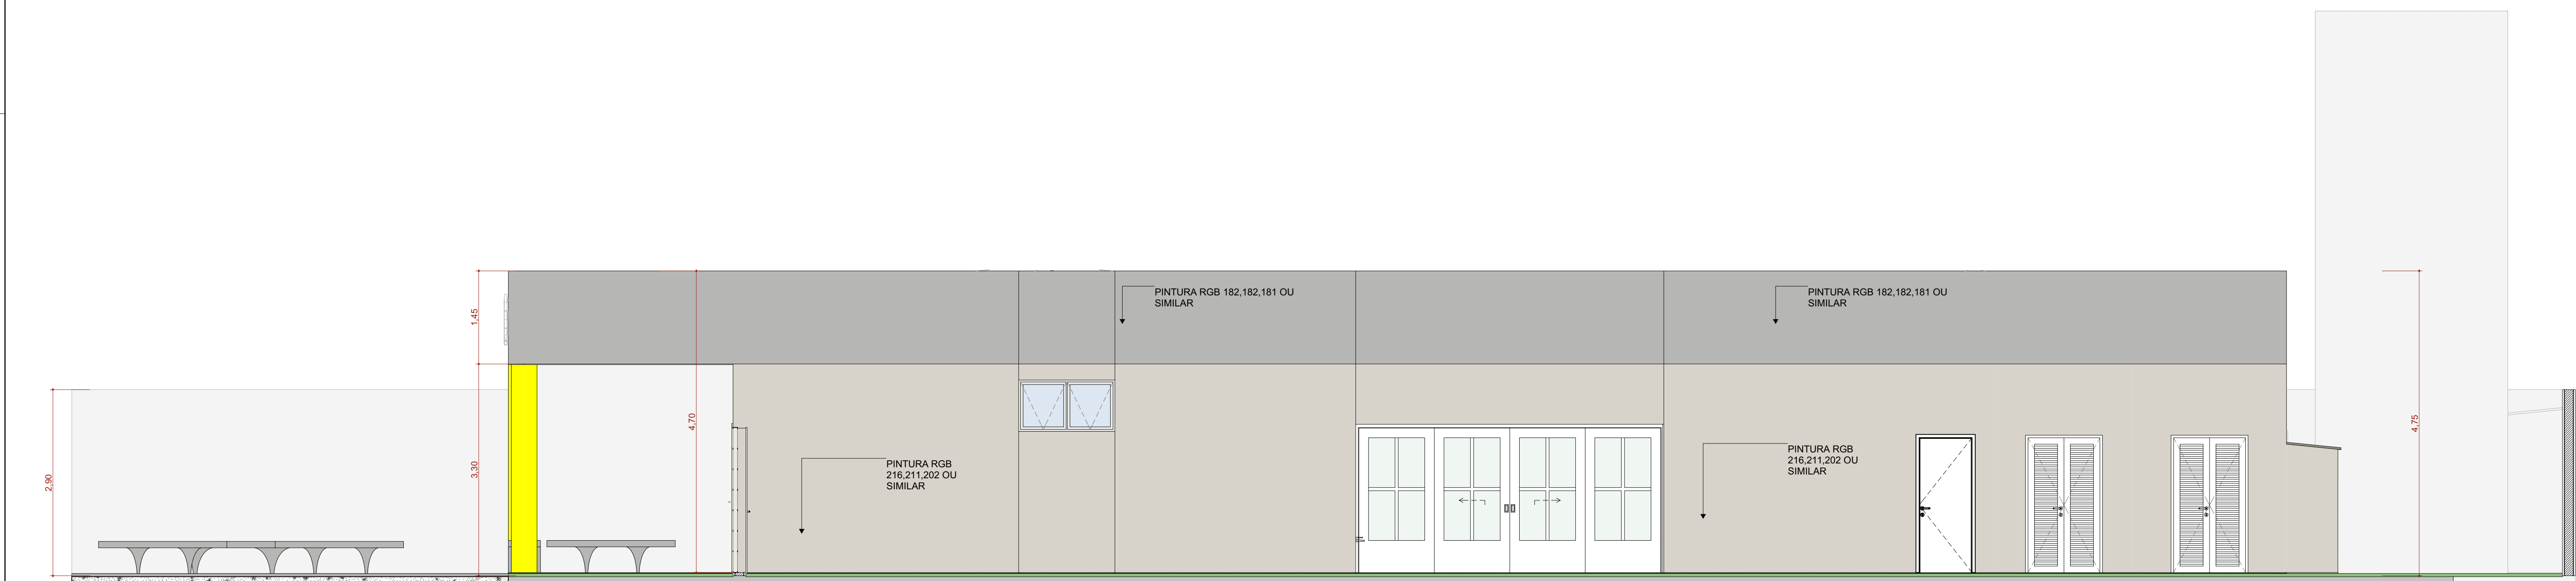 PINTURA RGB 182,182,181 OU
SIMILAR
PINTURA RGB 182,182,181 OU
SIMILAR
1,45
4,70
4,75
3,30
2,90
PINTURA RGB
216,211,202 OU
SIMILAR
PINTURA RGB
216,211,202 OU
SIMILAR